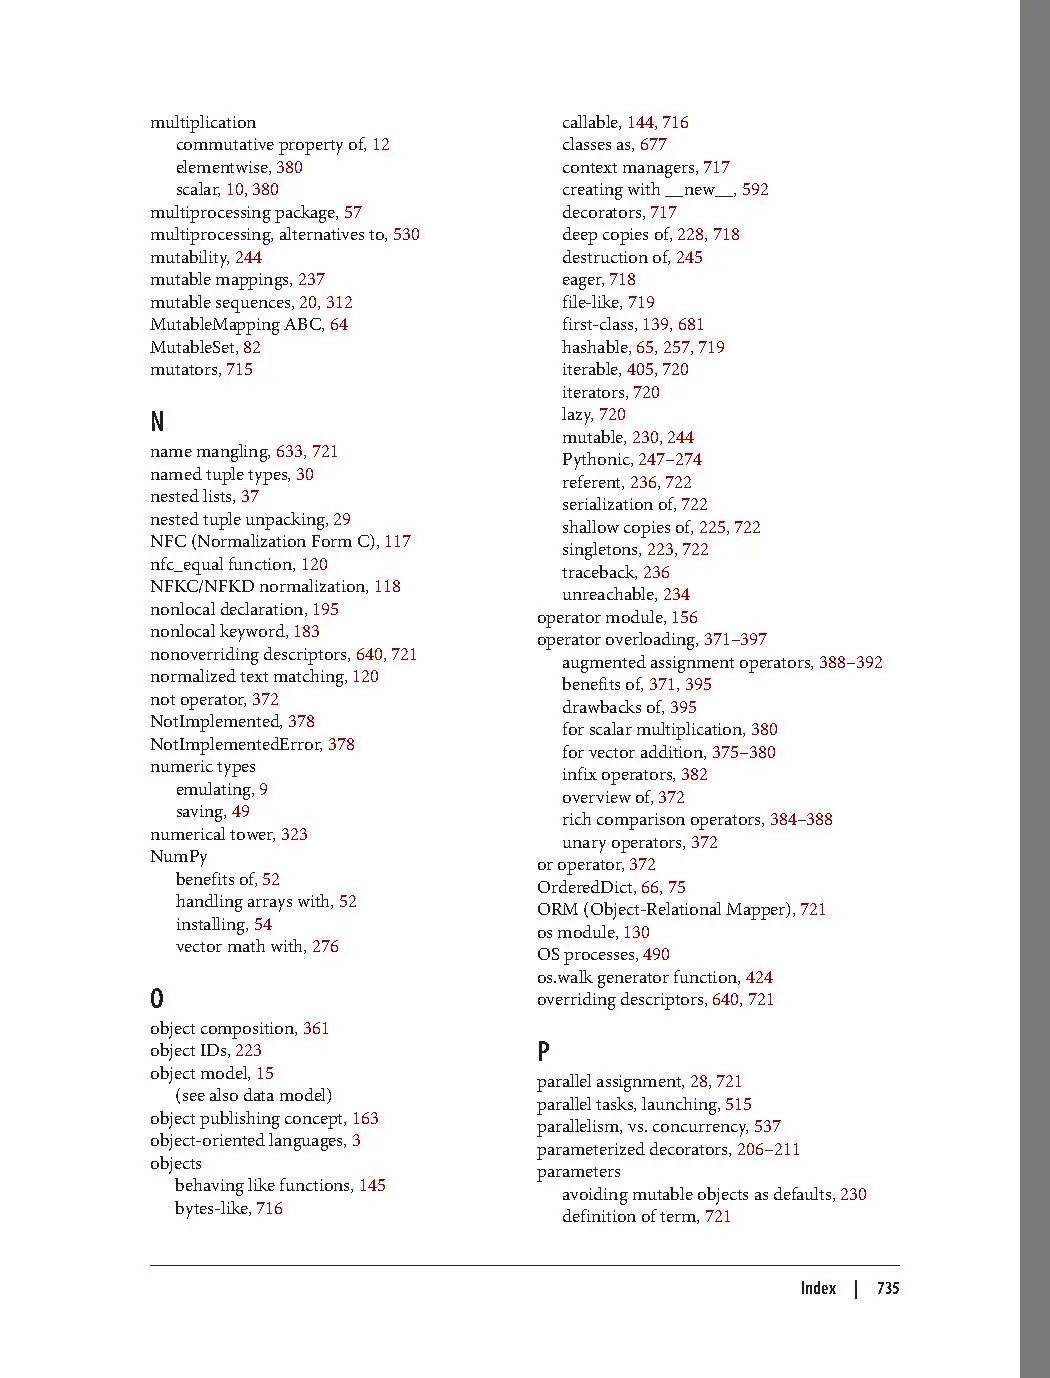 multiplication
commutative property of, 12
elementwise, 380
scalar, 10, 380
multiprocessing package, 57
multiprocessing, alternatives to, 530
mutability, 244
mutable mappings, 237
mutable sequences, 20, 312
MutableMapping ABC, 64
MutableSet, 82
mutators, 715
N
name mangling, 633, 721
named tuple types, 30
nested lists, 37
nested tuple unpacking, 29
NFC (Normalization Form C), 117
nfc_equal function, 120
NFKC/NFKD normalization, 118
nonlocal declaration, 195
nonlocal keyword, 183
nonoverriding descriptors, 640, 721
normalized text matching, 120
not operator, 372
NotImplemented, 378
NotImplementedError, 378
numeric types
emulating, 9
saving, 49
numerical tower, 323
NumPy
benefits of, 52
handling arrays with, 52
installing, 54
vector math with, 276
O
object composition, 361
object IDs, 223
object model, 15
(see also data model)
object publishing concept, 163
object-oriented languages, 3
objects
behaving like functions, 145
bytes-like, 716
callable, 144, 716
classes as, 677
context managers, 717
creating with __new__, 592
decorators, 717
deep copies of, 228, 718
destruction of, 245
eager, 718
file-like, 719
first-class, 139, 681
hashable, 65, 257, 719
iterable, 405, 720
iterators, 720
lazy, 720
mutable, 230, 244
Pythonic, 247–274
referent, 236, 722
serialization of, 722
shallow copies of, 225, 722
singletons, 223, 722
traceback, 236
unreachable, 234
operator module, 156
operator overloading, 371–397
augmented assignment operators, 388–392
benefits of, 371, 395
drawbacks of, 395
for scalar multiplication, 380
for vector addition, 375–380
infix operators, 382
overview of, 372
rich comparison operators, 384–388
unary operators, 372
or operator, 372
OrderedDict, 66, 75
ORM (Object-Relational Mapper), 721
os module, 130
OS processes, 490
os.walk generator function, 424
overriding descriptors, 640, 721
P
parallel assignment, 28, 721
parallel tasks, launching, 515
parallelism, vs. concurrency, 537
parameterized decorators, 206–211
parameters
avoiding mutable objects as defaults, 230
definition of term, 721
Index | 735